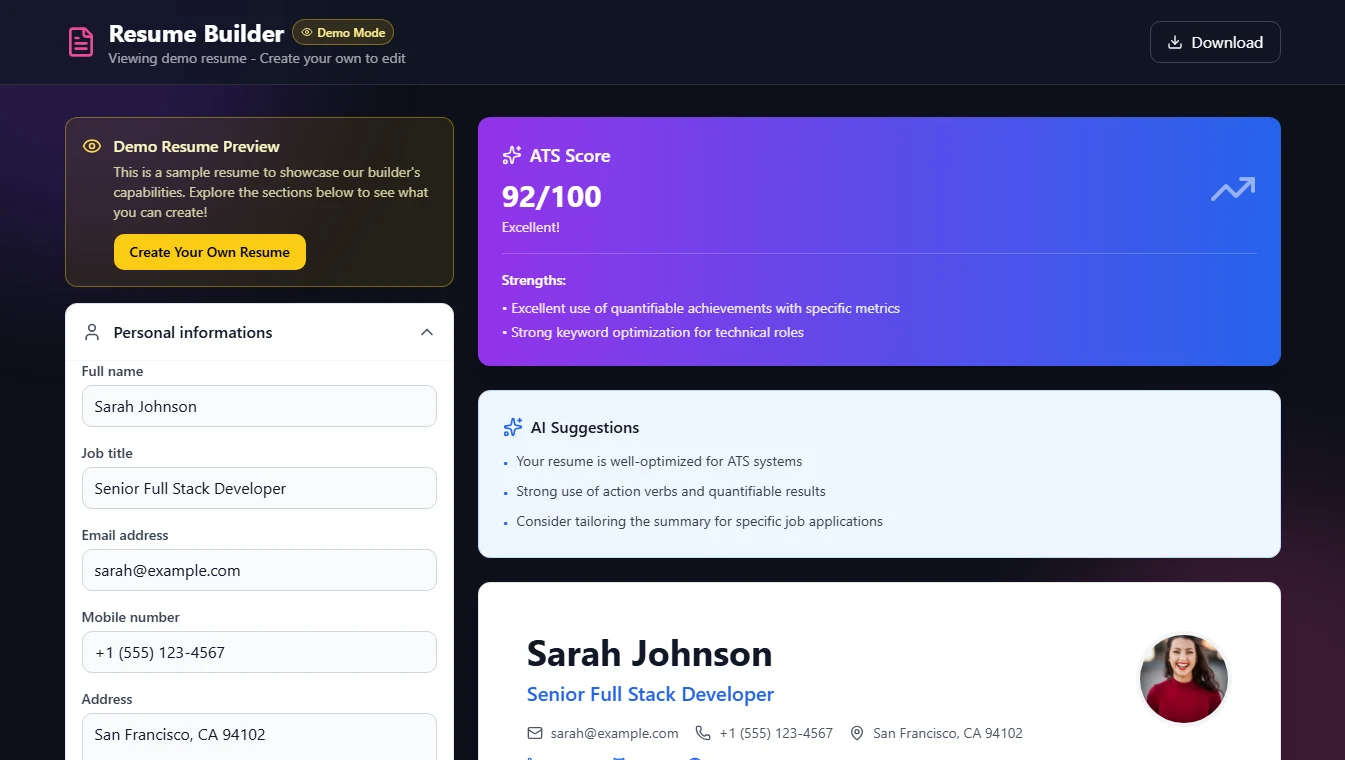 Resume Builder
Demo Mode
Viewing demo resume - Create your own to edit
Download
Demo Resume Preview
This is a sample resume to showcase our builder's
capabilities. Explore the sections below to see what
you can create!
Create Your Own Resume
Personal informations
Full name
Sarah Johnson
Job title
Senior Full Stack Developer
Email address
sarah@example.com
Mobile number
+1 (555) 123-4567
Address
San Francisco, CA 94102
ATS Score
92/100
Excellent!
Strengths:
• Excellent use of quantifiable achievements with specific metrics
• Strong keyword optimization for technical roles
AI Suggestions
• Your resume is well-optimized for ATS systems
• Strong use of action verbs and quantifiable results
• Consider tailoring the summary for specific job applications
Sarah Johnson
Senior Full Stack Developer
sarah@example.com +1 (555) 123-4567 San Francisco, CA 94102